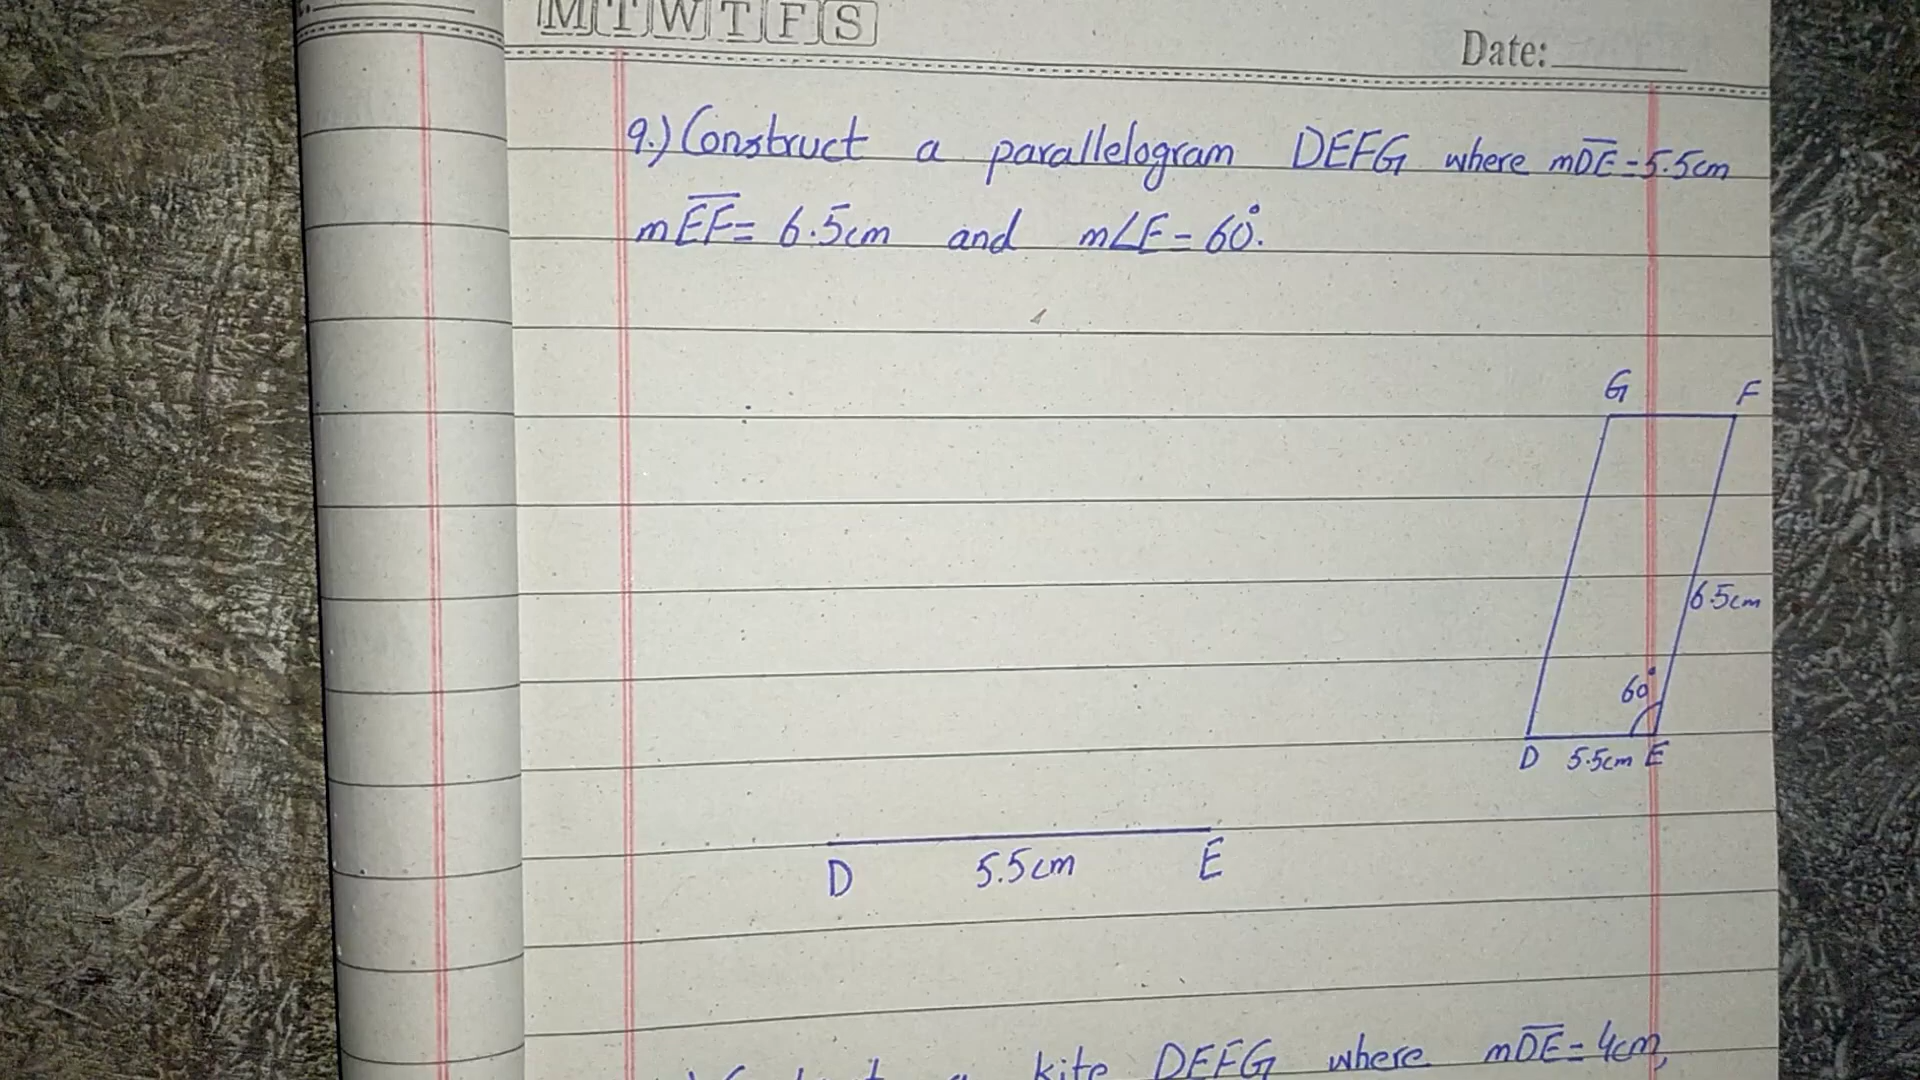 M T W T F S
Date:
9.) Construct a parallelogram DEFG where mDE = 5.5cm
mEF = 6.5cm and m∠E = 60°.
G F
6.5cm
60°
D 5.5cm E
D 5.5cm E
kite DEFG where mDE = 4cm,